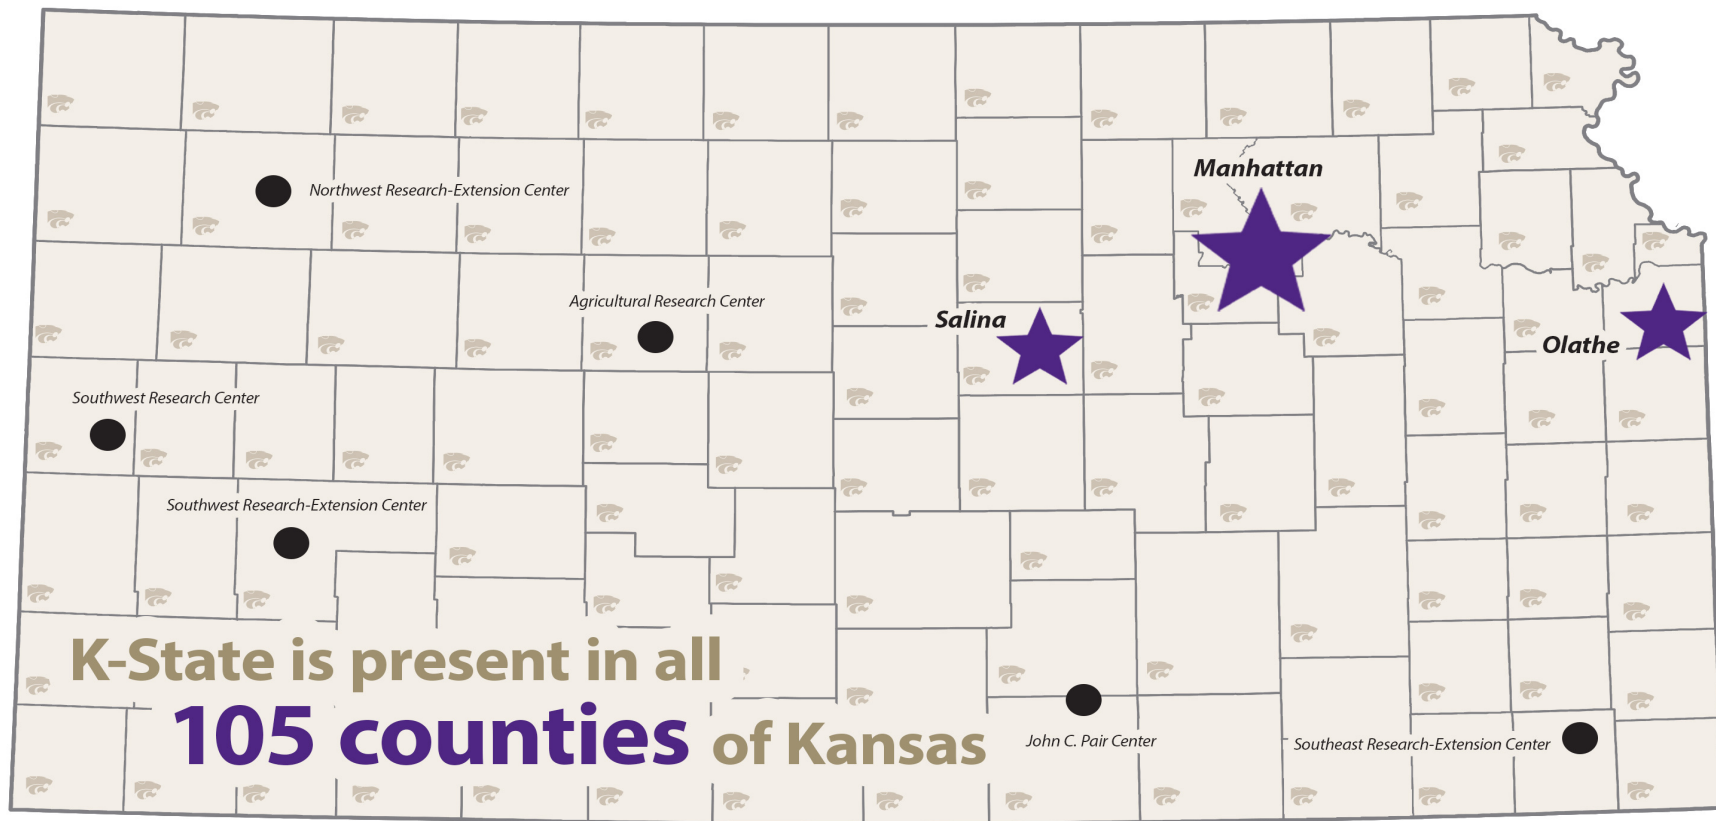 Manhattan
Northwest Research-Extension Center
Agricultural Research Center
Salina
Olathe
Southwest Research Center
Southwest Research-Extension Center
K-State is present in all
105 counties of Kansas
John C. Pair Center
Southeast Research-Extension Center